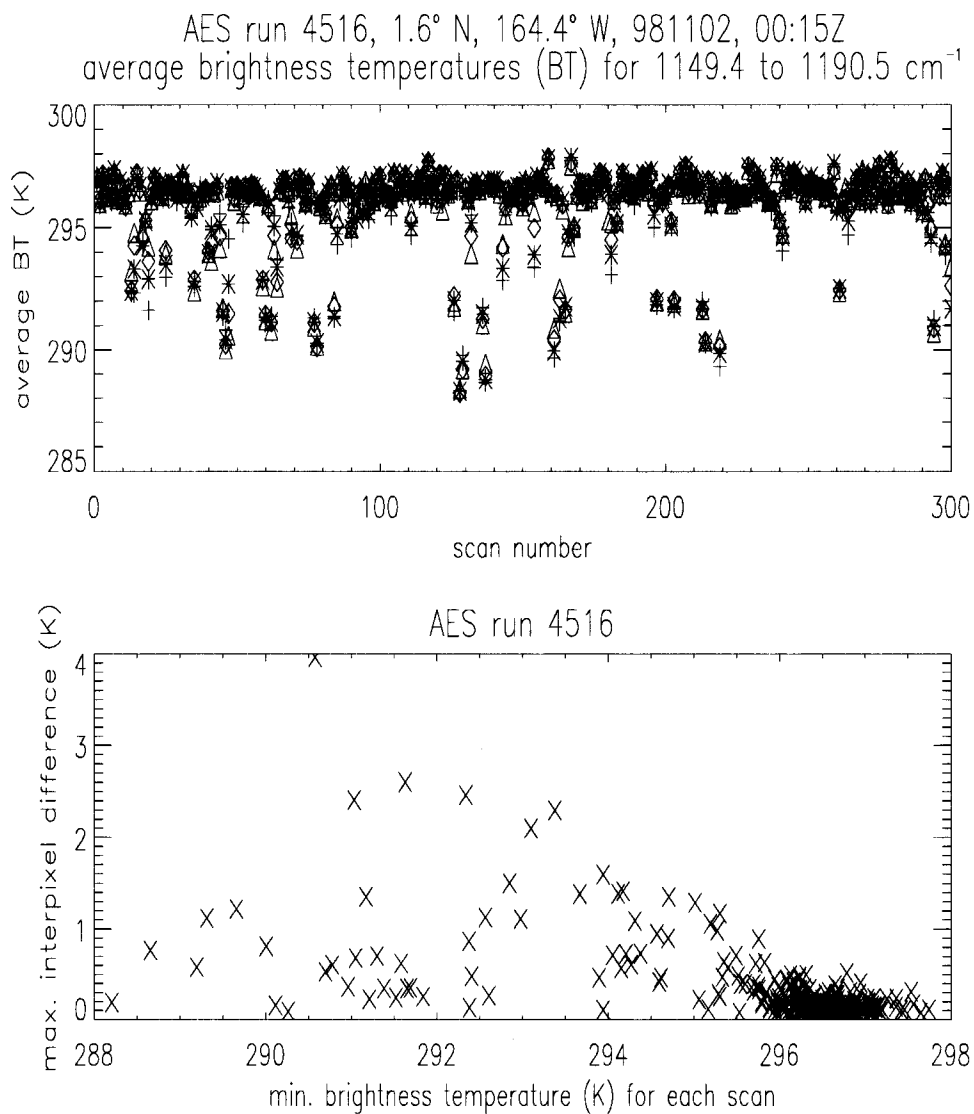 AES run 4516, 1.6° N, 164.4° W, 981102, 00:15Z
average brightness temperatures (BT) for 1149.4 to 1190.5 cm⁻¹
average BT (K)
300
295
290
285
0 100 200 300
scan number
AES run 4516
max. interpixel difference (K)
4
3
2
1
0
288 290 292 294 296 298
min. brightness temperature (K) for each scan